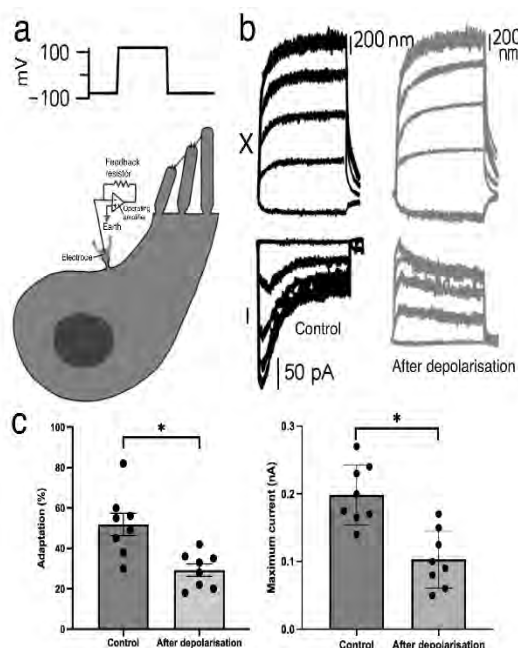 a
100
mV
−100
Feedback
resistor
Operating
amplifier
Earth
Electrode
b
200 nm
200
nm
X
I
Control
50 pA
After depolarisation
c
100
80
60
40
20
0
Adaptation (%)
*
Control
After depolarisation
0.3
0.2
0.1
0.0
Maximum current (nA)
*
Control
After depolarisation